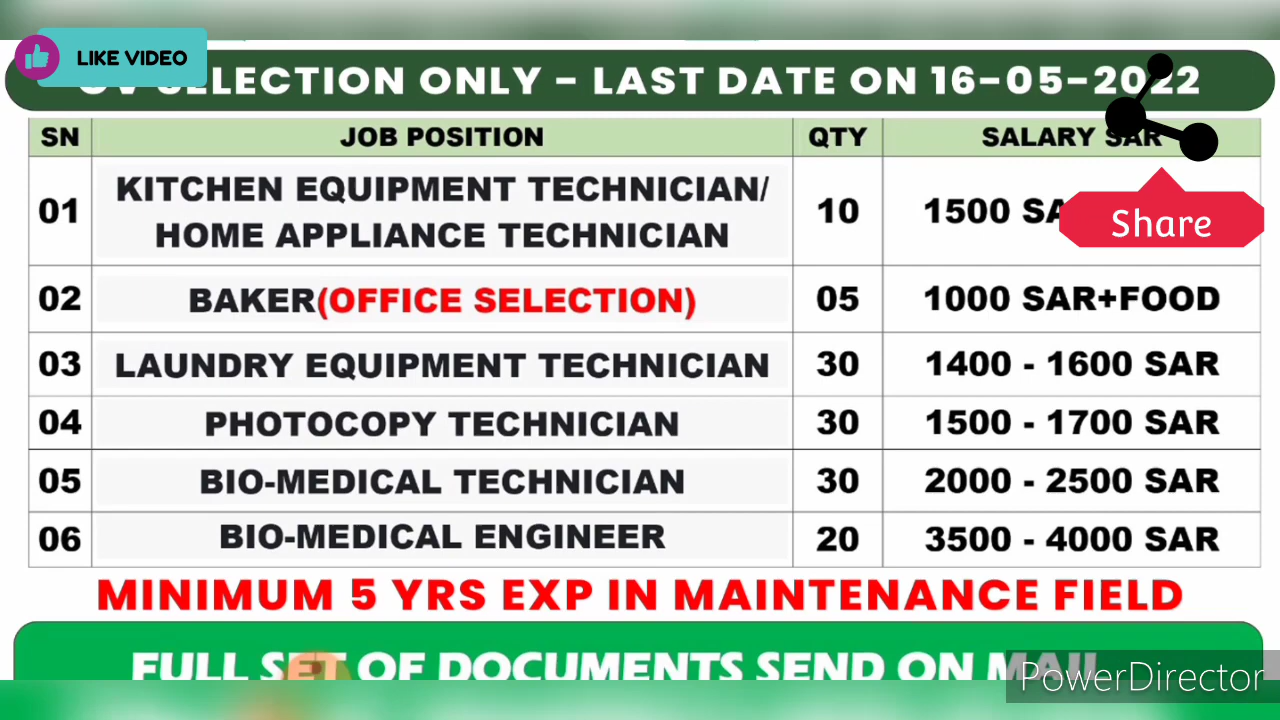 LIKE VIDEO
SELECTION ONLY - LAST DATE ON 16-05-2022
SN JOB POSITION QTY SALARY SAR
01 KITCHEN EQUIPMENT TECHNICIAN/
HOME APPLIANCE TECHNICIAN 10 1500
Share
02 BAKER(OFFICE SELECTION) 05 1000 SAR+FOOD
03 LAUNDRY EQUIPMENT TECHNICIAN 30 1400 - 1600 SAR
04 PHOTOCOPY TECHNICIAN 30 1500 - 1700 SAR
05 BIO-MEDICAL TECHNICIAN 30 2000 - 2500 SAR
06 BIO-MEDICAL ENGINEER 20 3500 - 4000 SAR
MINIMUM 5 YRS EXP IN MAINTENANCE FIELD
FULL SET OF DOCUMENTS SEND ON MAIL
PowerDirector